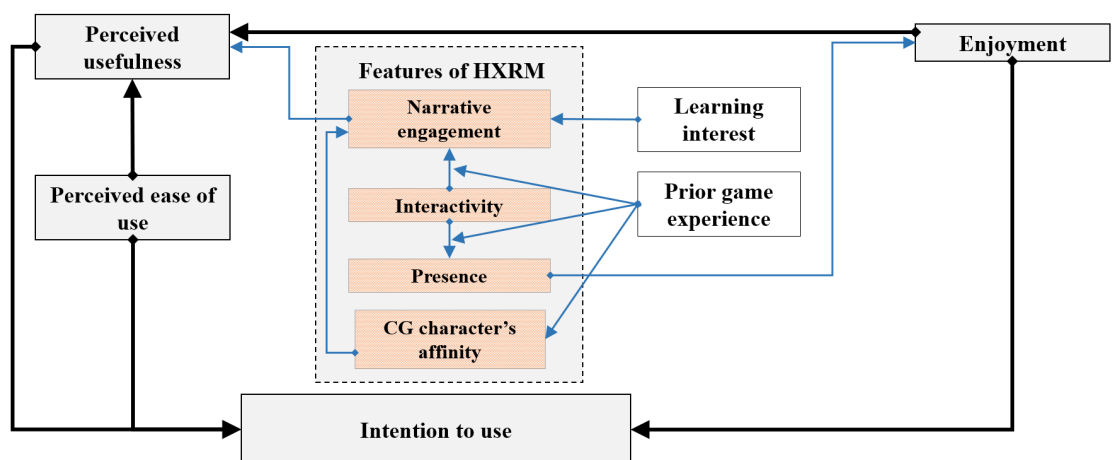 Perceived
usefulness
Enjoyment
Features of HXRM
Narrative
engagement
Learning
interest
Perceived ease of
use
Interactivity
Prior game
experience
Presence
CG character's
affinity
Intention to use